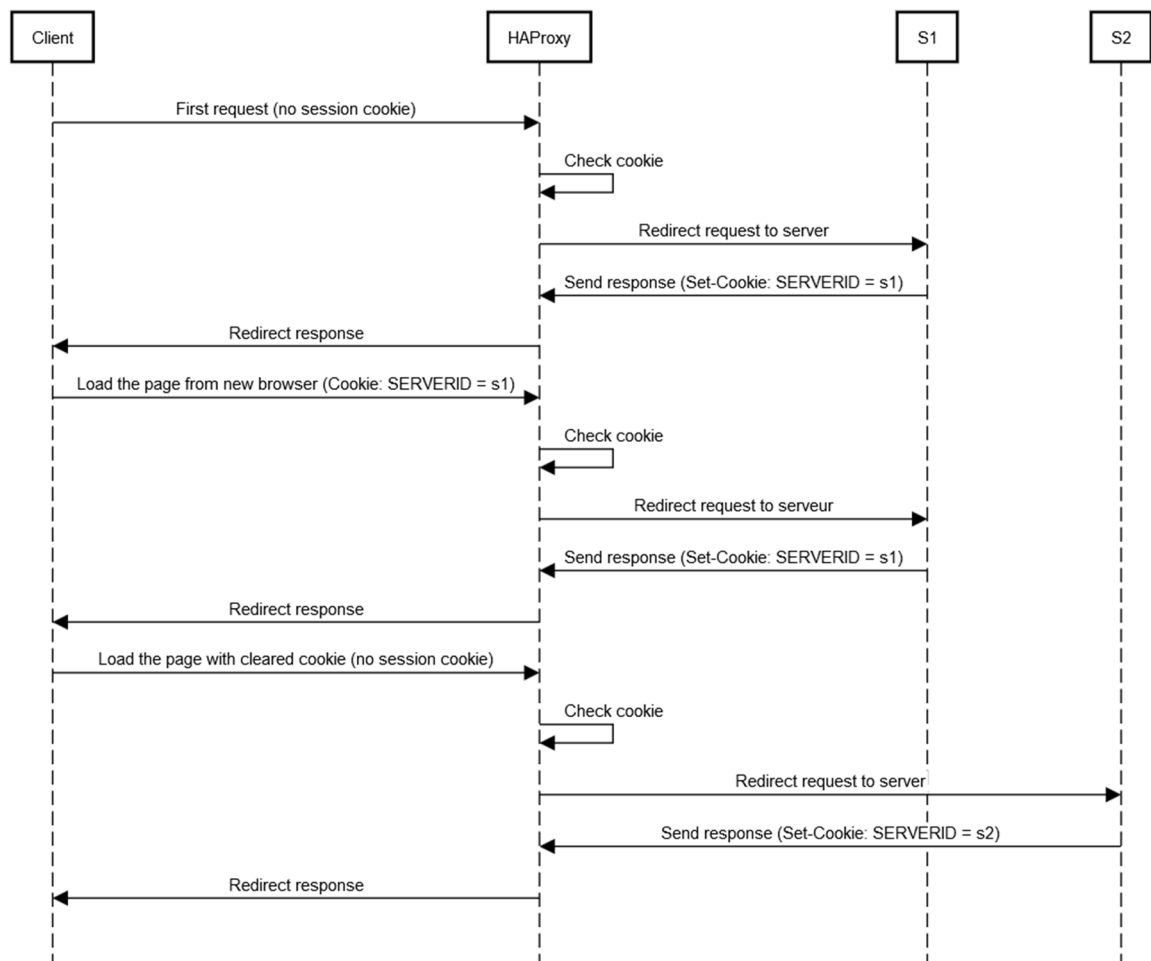 Client
HAProxy
S1
S2
First request (no session cookie)
Check cookie
Redirect request to server
Send response (Set-Cookie: SERVERID = s1)
Redirect response
Load the page from new browser (Cookie: SERVERID = s1)
Check cookie
Redirect request to serveur
Send response (Set-Cookie: SERVERID = s1)
Redirect response
Load the page with cleared cookie (no session cookie)
Check cookie
Redirect request to server
Send response (Set-Cookie: SERVERID = s2)
Redirect response